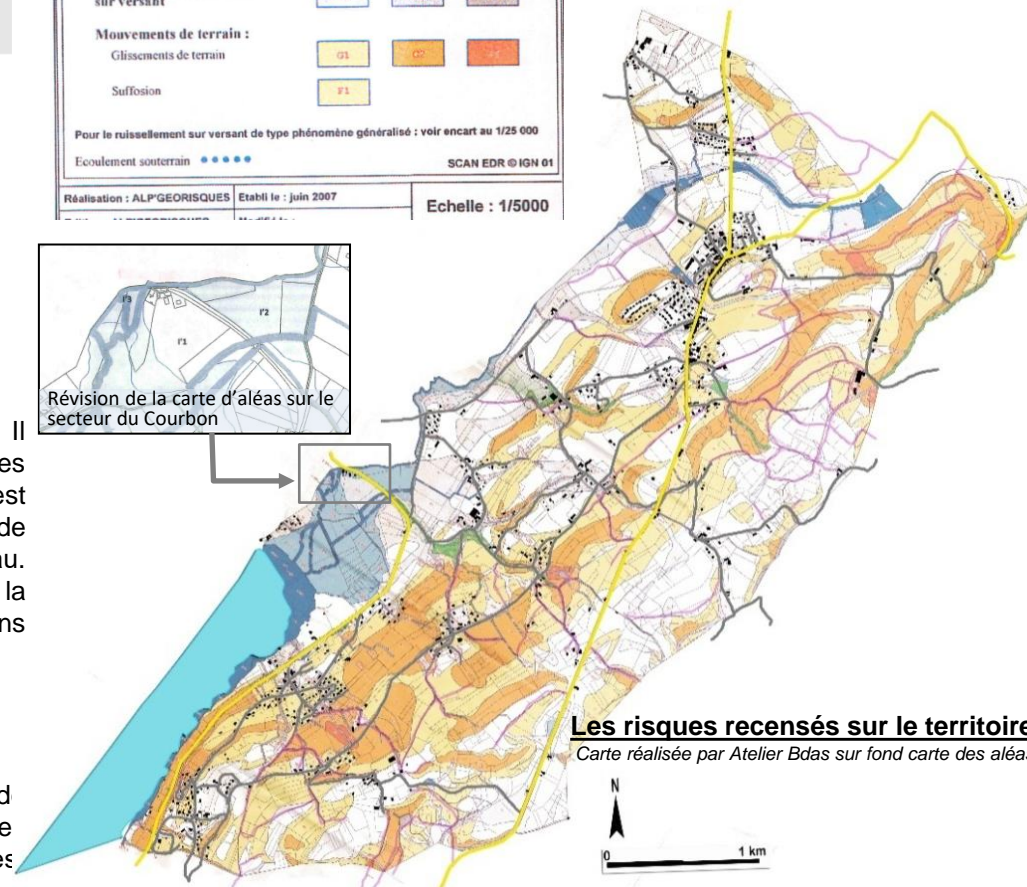 sur versant
Mouvements de terrain :
Glissements de terrain
G1
G2
Suffosion
F1
Pour le ruissellement sur versant de type phénomène généralisé : voir encart au 1/25 000
Ecoulement souterrain
SCAN EDR © IGN 01
Réalisation : ALP'GEORISQUES
Etabli le : juin 2007
Echelle : 1/5000
I'3
I'2
I'1
Révision de la carte d'aléas sur le
secteur du Courbon
Il
es
est
de
au.
la
ns
Les risques recensés sur le territoire
Carte réalisée par Atelier Bdas sur fond carte des aléas
d
e
es
N
0
1 km